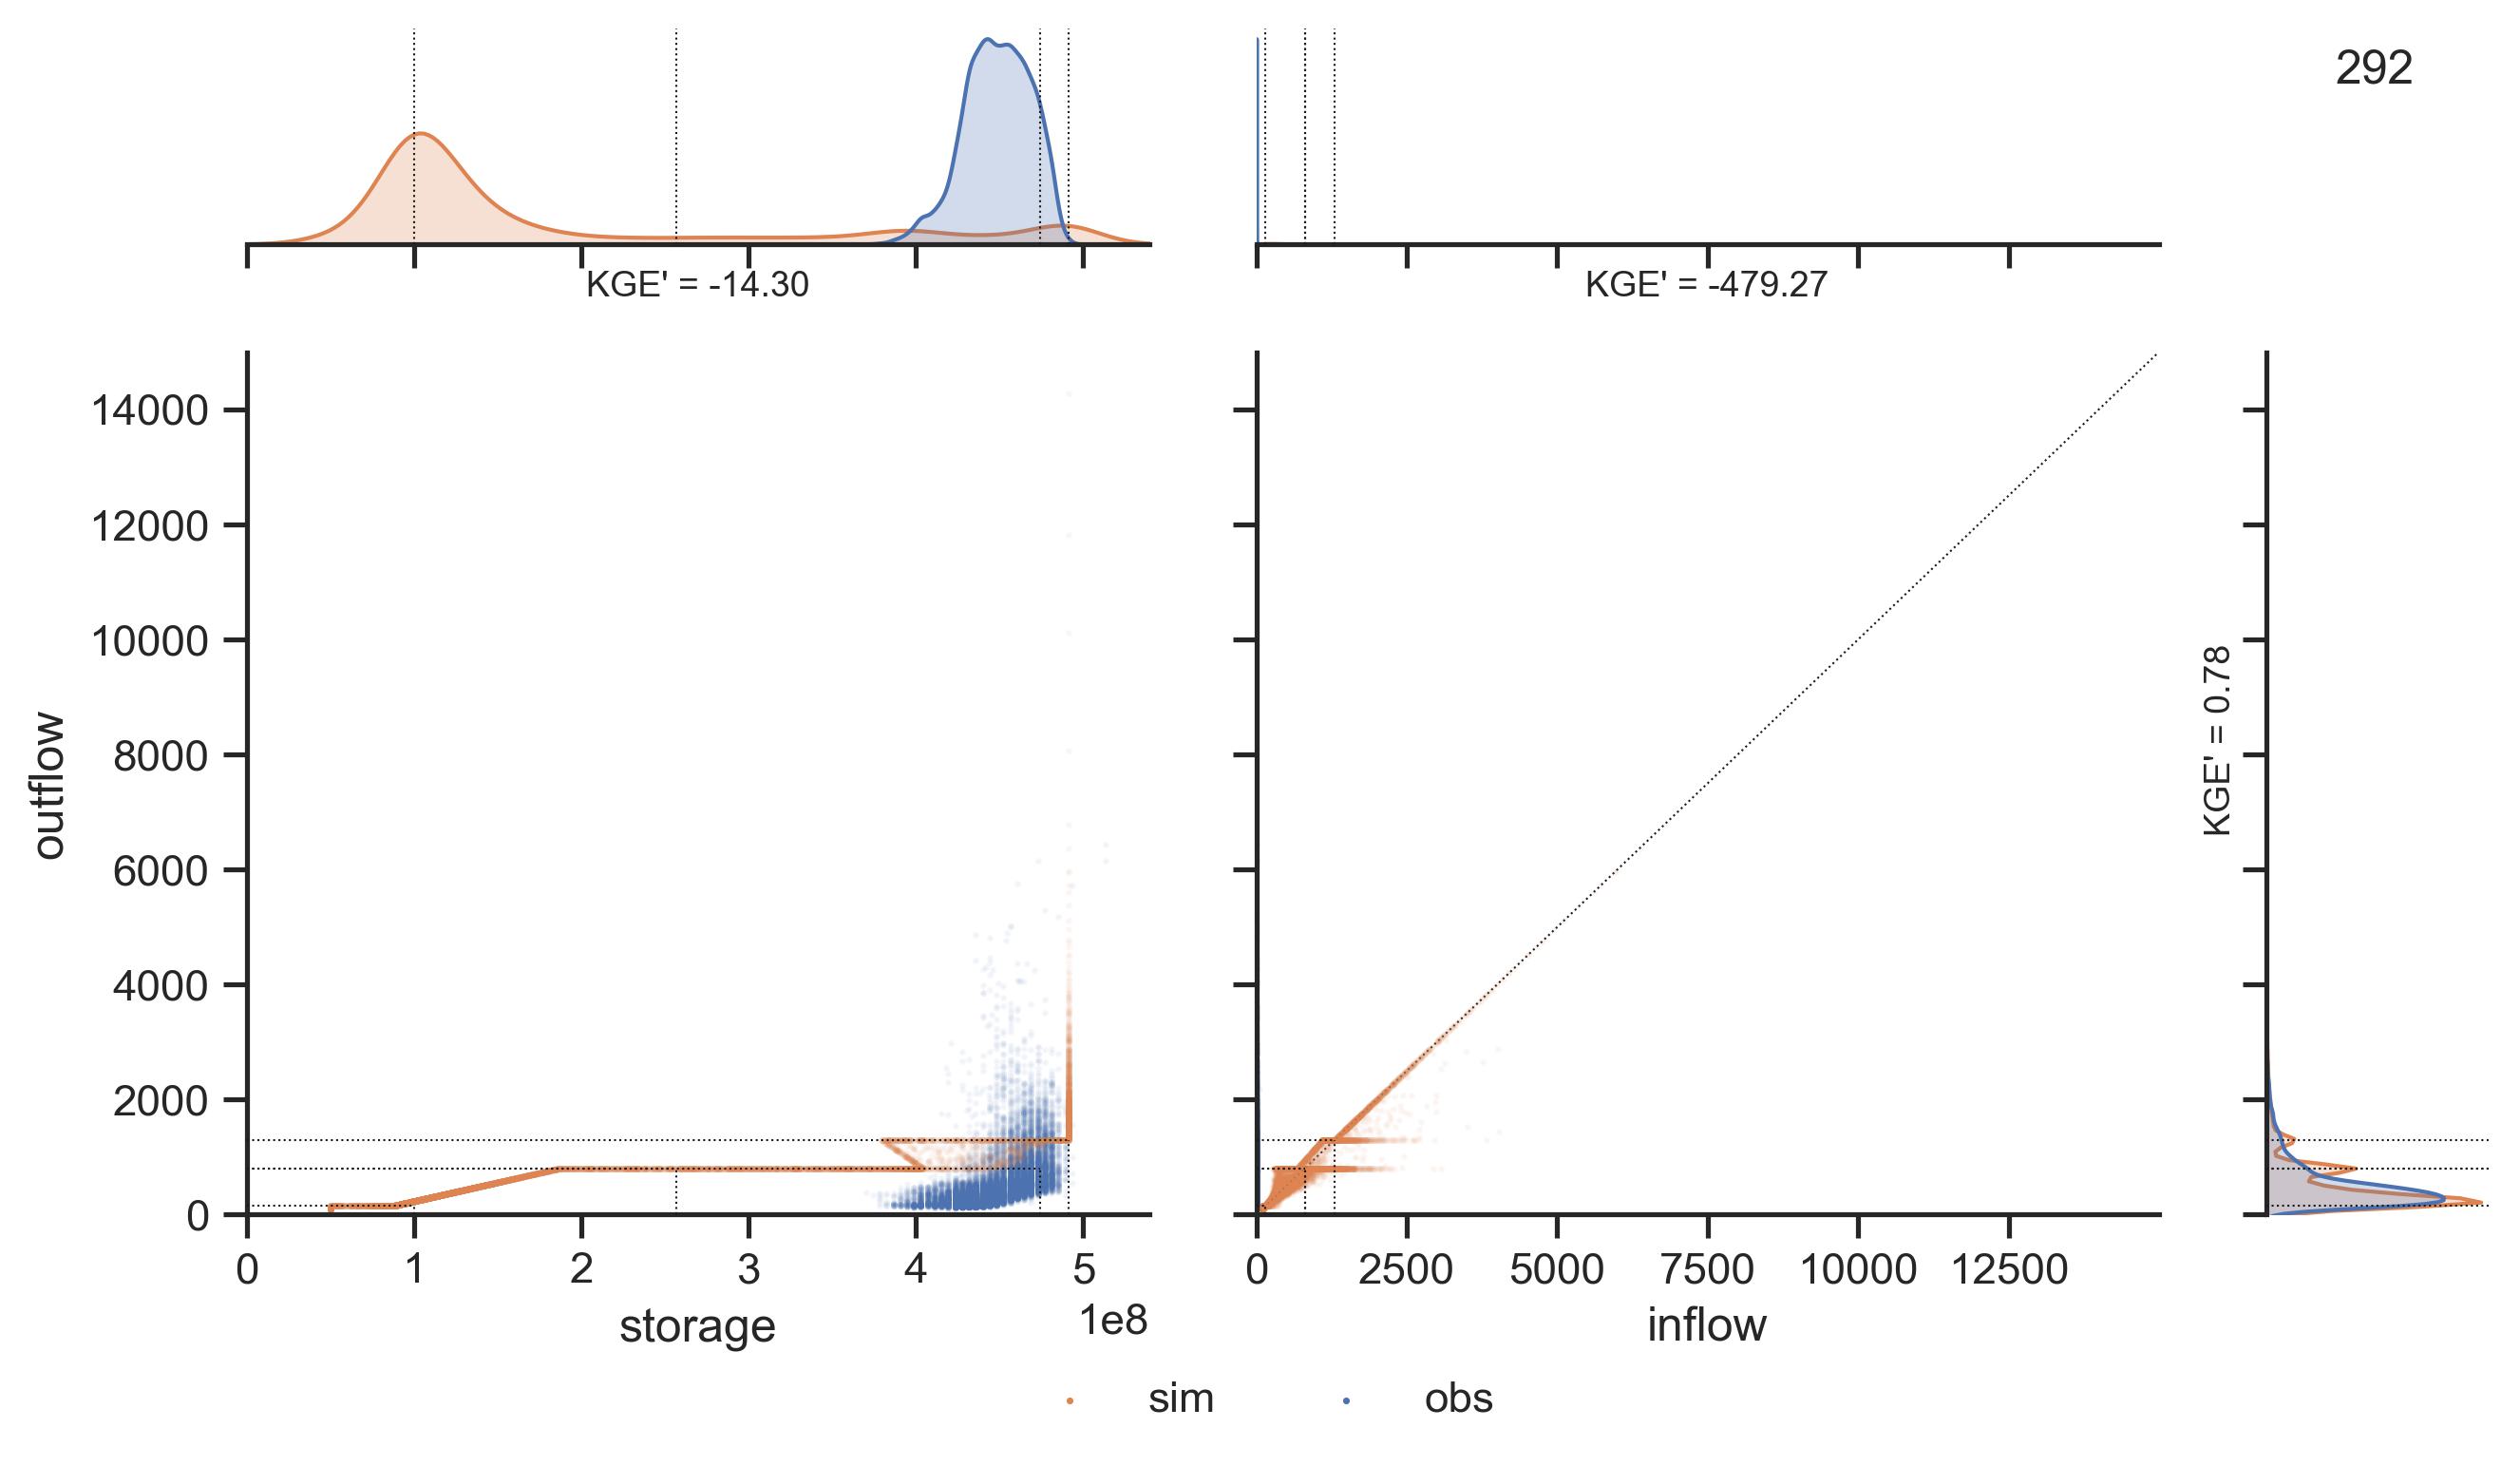 292
KGE' = -14.30
KGE' = -479.27
14000
12000
10000
8000
6000
4000
2000
0
outflow
KGE' = 0.78
0 1 2 3 4 5
1e8
storage
0 2500 5000 7500 10000 12500
inflow
sim obs